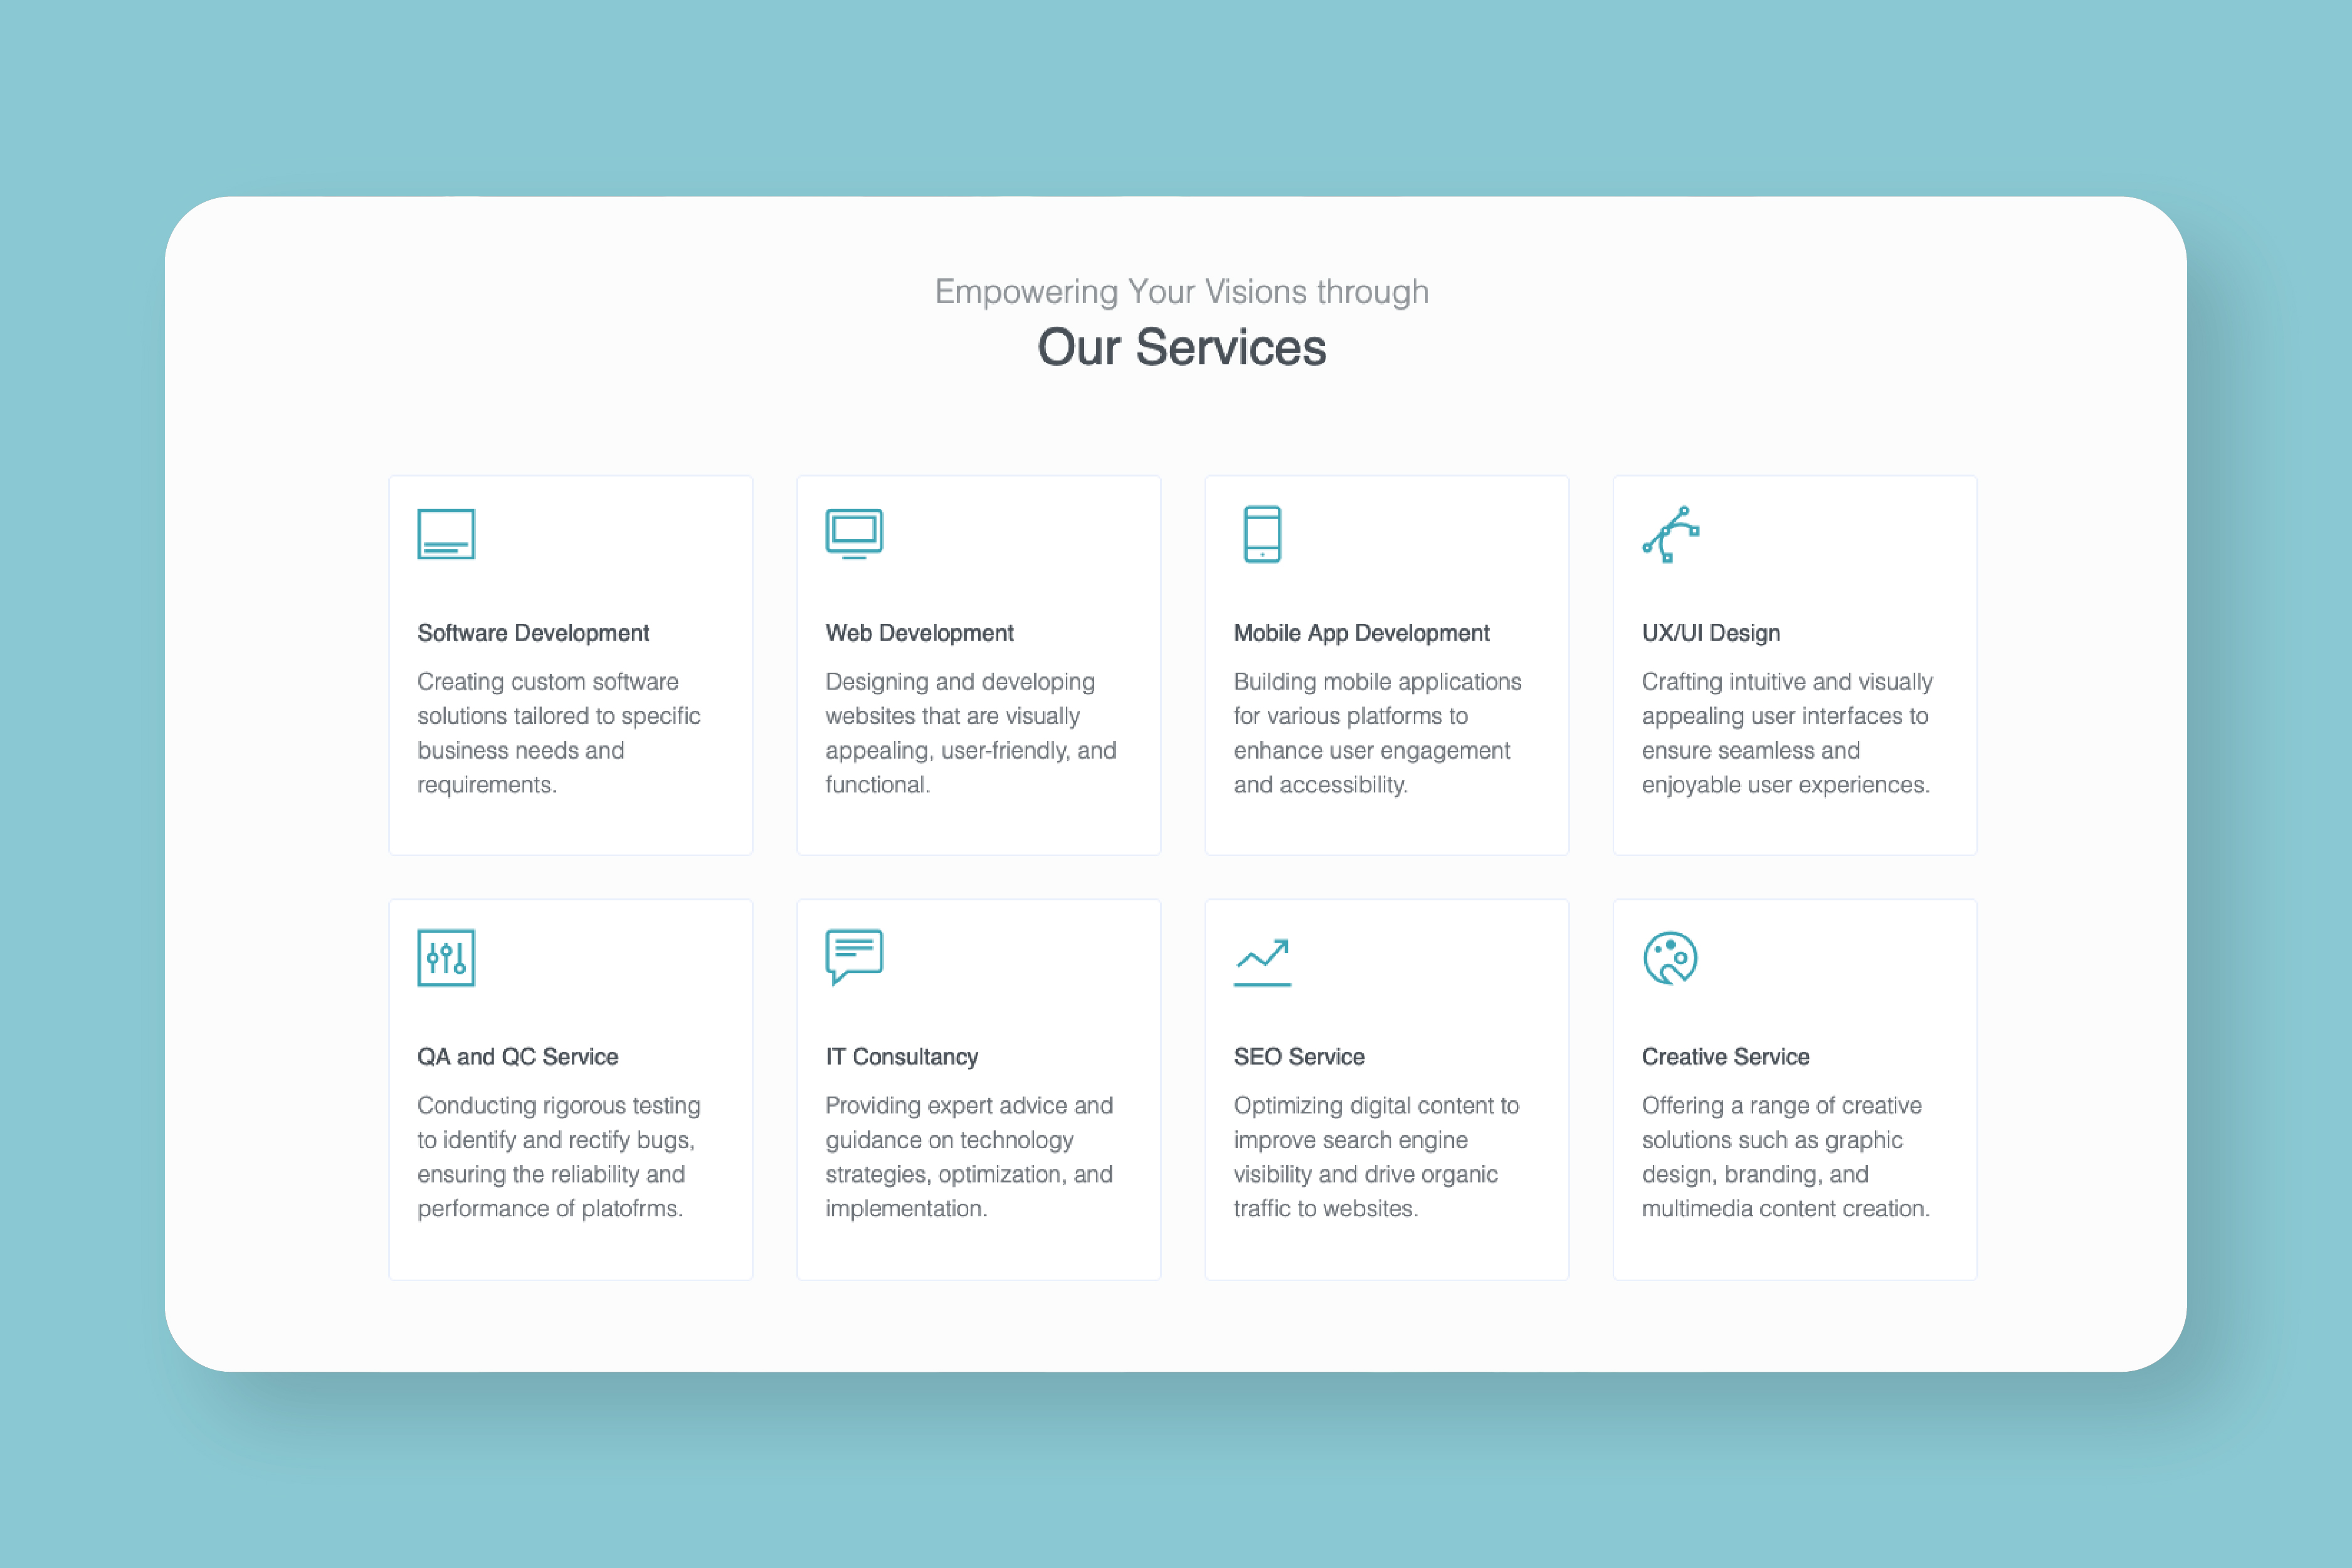 Empowering Your Visions through
Our Services
Software Development
Creating custom software
solutions tailored to specific
business needs and
requirements.
Web Development
Designing and developing
websites that are visually
appealing, user-friendly, and
functional.
Mobile App Development
Building mobile applications
for various platforms to
enhance user engagement
and accessibility.
UX/UI Design
Crafting intuitive and visually
appealing user interfaces to
ensure seamless and
enjoyable user experiences.
QA and QC Service
Conducting rigorous testing
to identify and rectify bugs,
ensuring the reliability and
performance of platofrms.
IT Consultancy
Providing expert advice and
guidance on technology
strategies, optimization, and
implementation.
SEO Service
Optimizing digital content to
improve search engine
visibility and drive organic
traffic to websites.
Creative Service
Offering a range of creative
solutions such as graphic
design, branding, and
multimedia content creation.